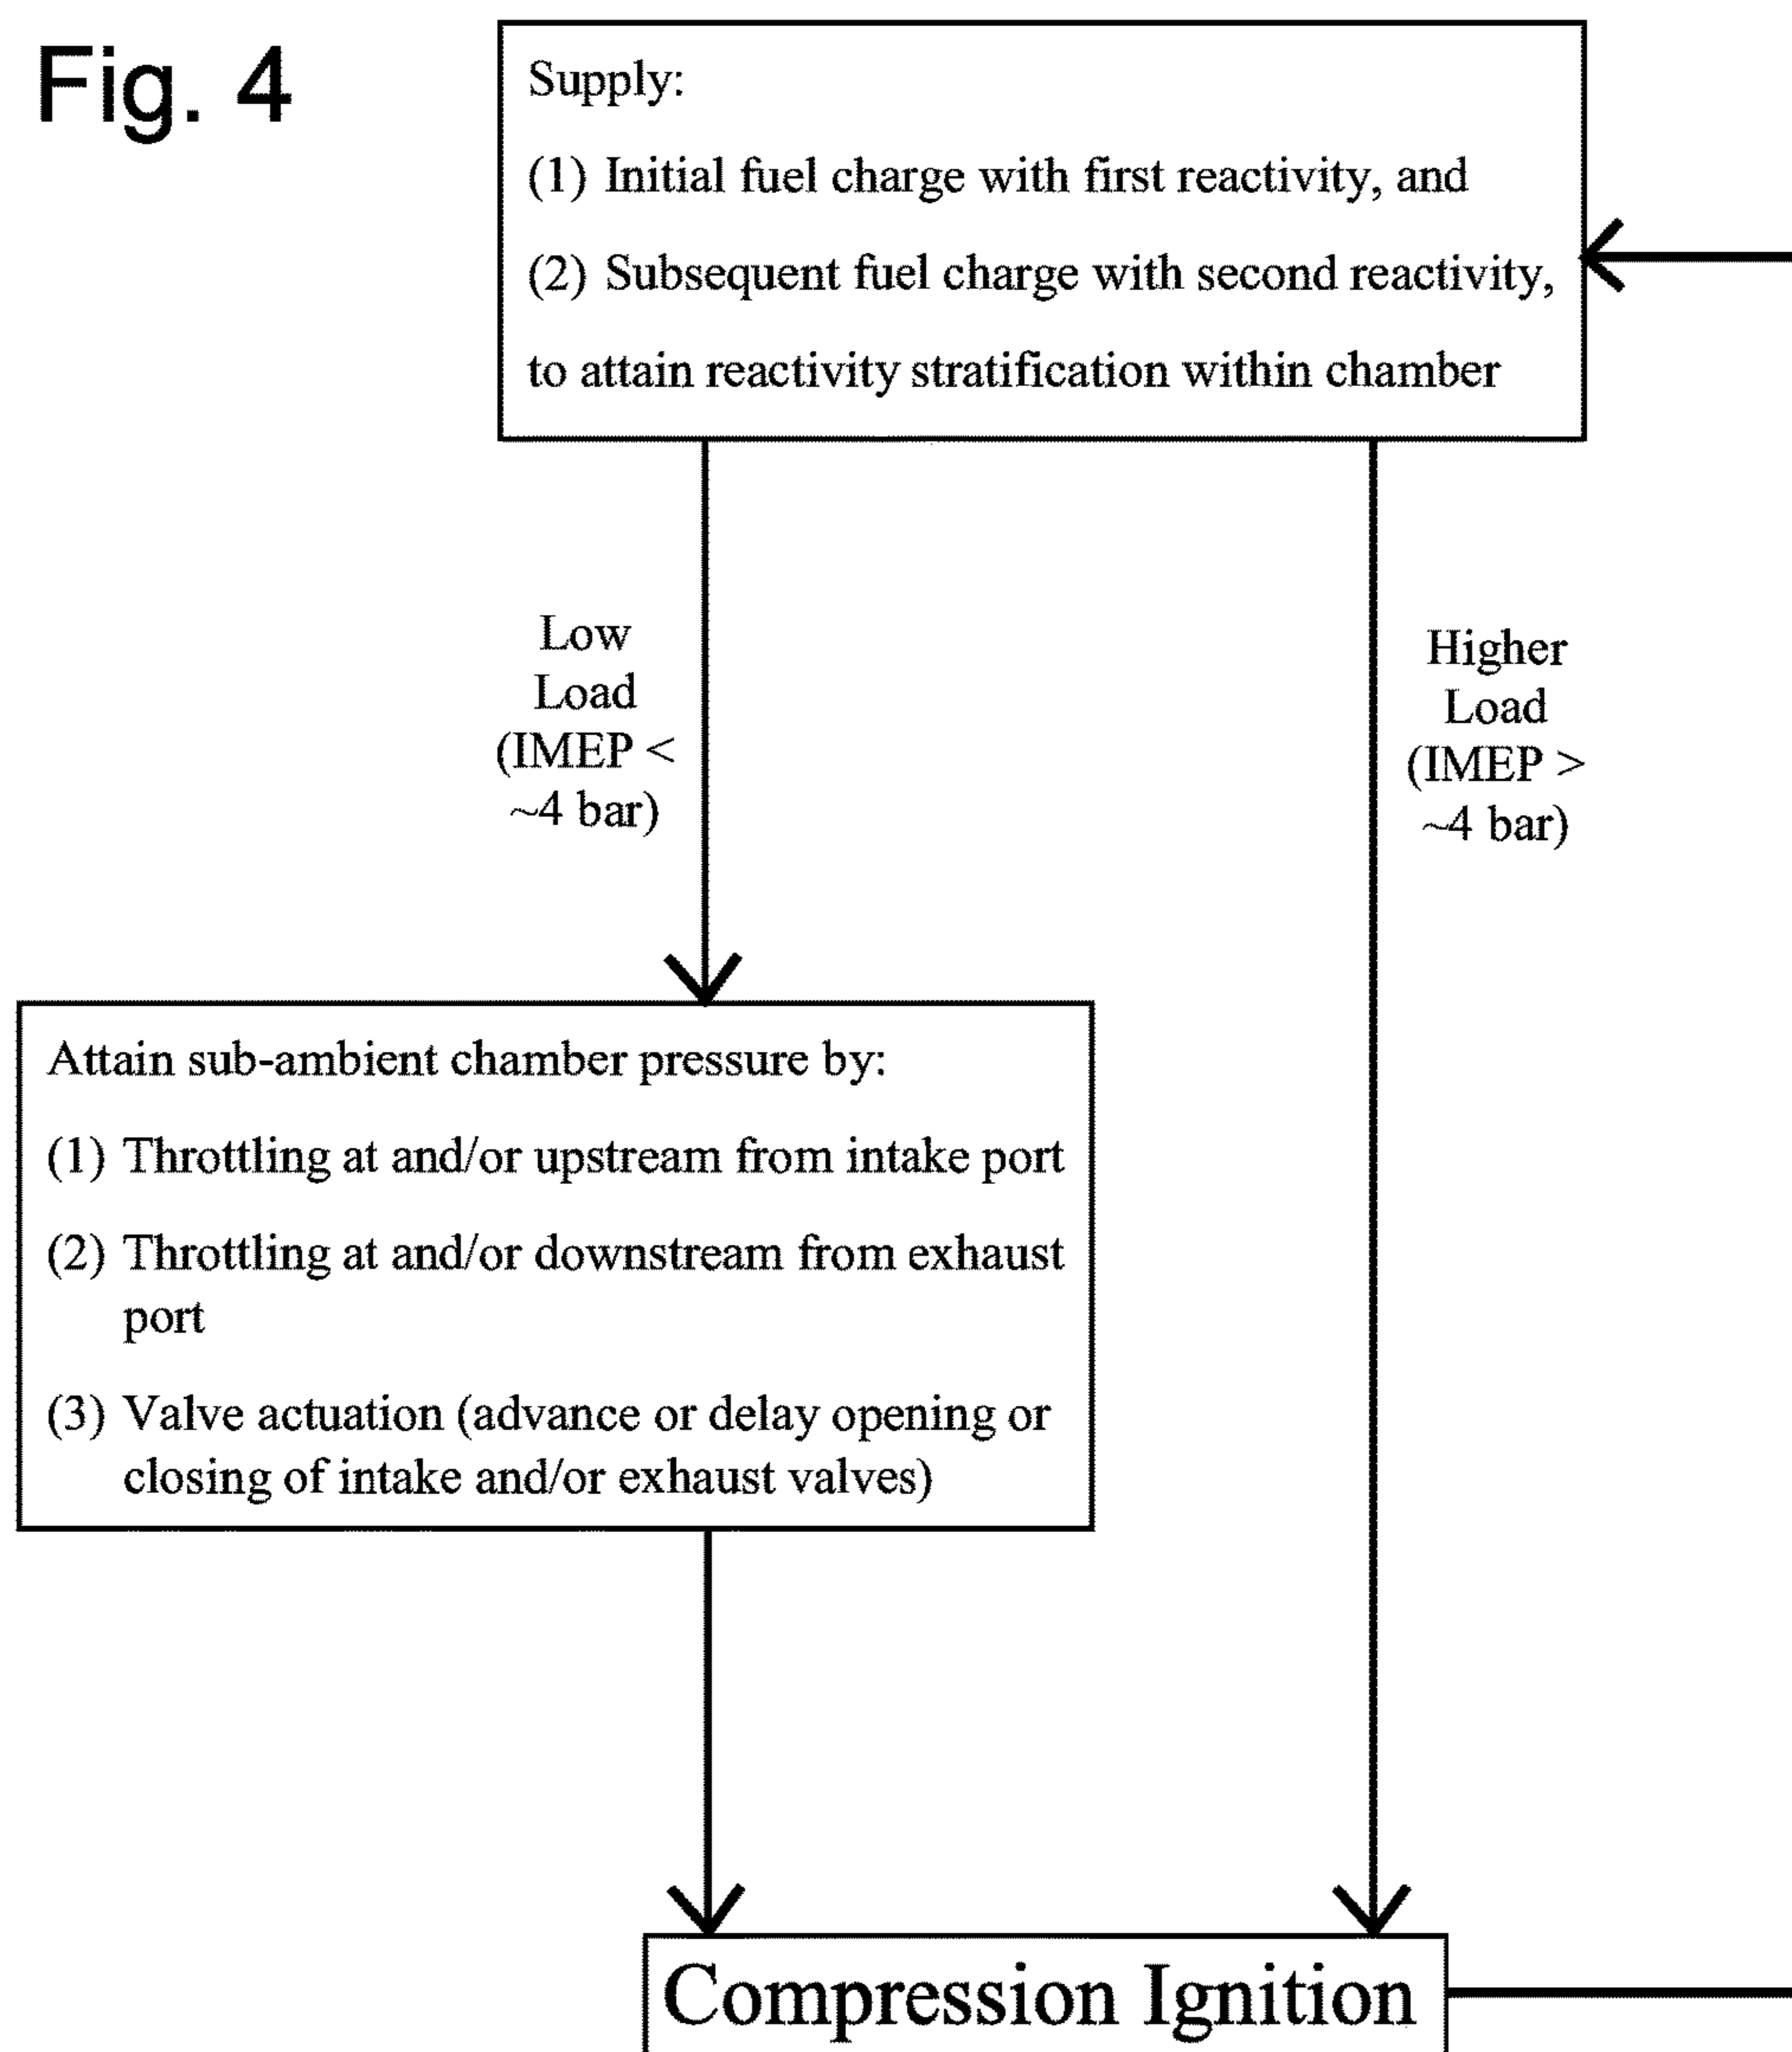 Fig. 4
Supply:
(1) Initial fuel charge with first reactivity, and
(2) Subsequent fuel charge with second reactivity,
to attain reactivity stratification within chamber
Low
Load
(IMEP <
~4 bar)
Higher
Load
(IMEP >
~4 bar)
Attain sub-ambient chamber pressure by:
(1) Throttling at and/or upstream from intake port
(2) Throttling at and/or downstream from exhaust
port
(3) Valve actuation (advance or delay opening or
closing of intake and/or exhaust valves)
Compression Ignition